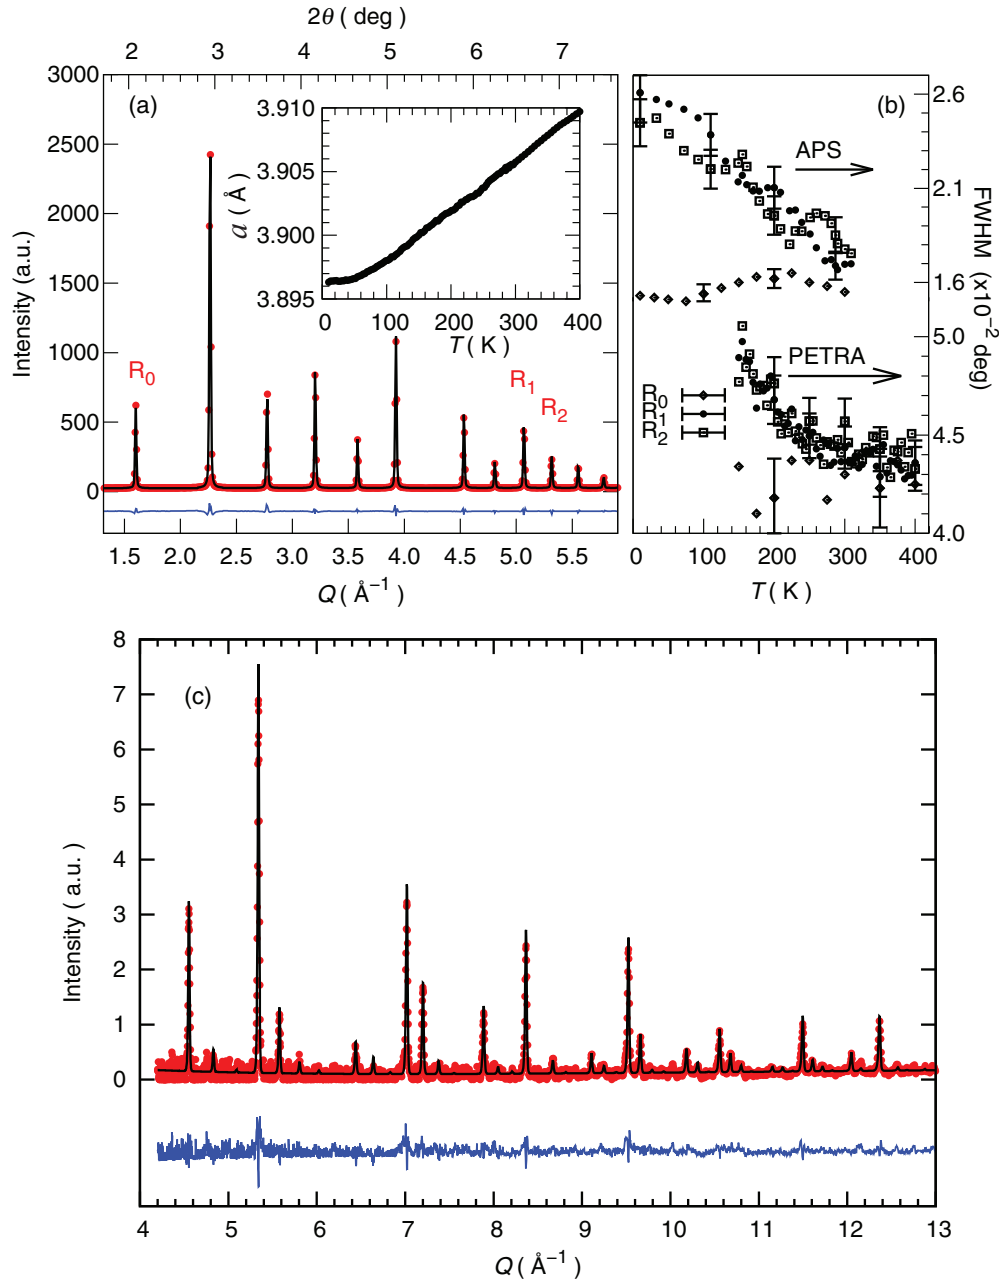 2θ ( deg )
2 3 4 5 6 7
(a)
Intensity (a.u.)
3000
2500
2000
1500
1000
500
0
R0
R1
R2
1.5 2.0 2.5 3.0 3.5 4.0 4.5 5.0 5.5
Q ( Å−1
a ( Å )
3.910
3.905
3.900
3.895
0 100 200 300 400
T ( K )
(b)
APS
PETRA
R0
R1
R2
2.6
2.1
1.6
5.0
4.5
4.0
FWHM (x10−2 deg)
0 100 200 300 400
T ( K )
(c)
Intensity ( a.u. )
8
7
6
5
4
3
2
1
0
4 5 6 7 8 9 10 11 12 13
Q ( Å−1 )